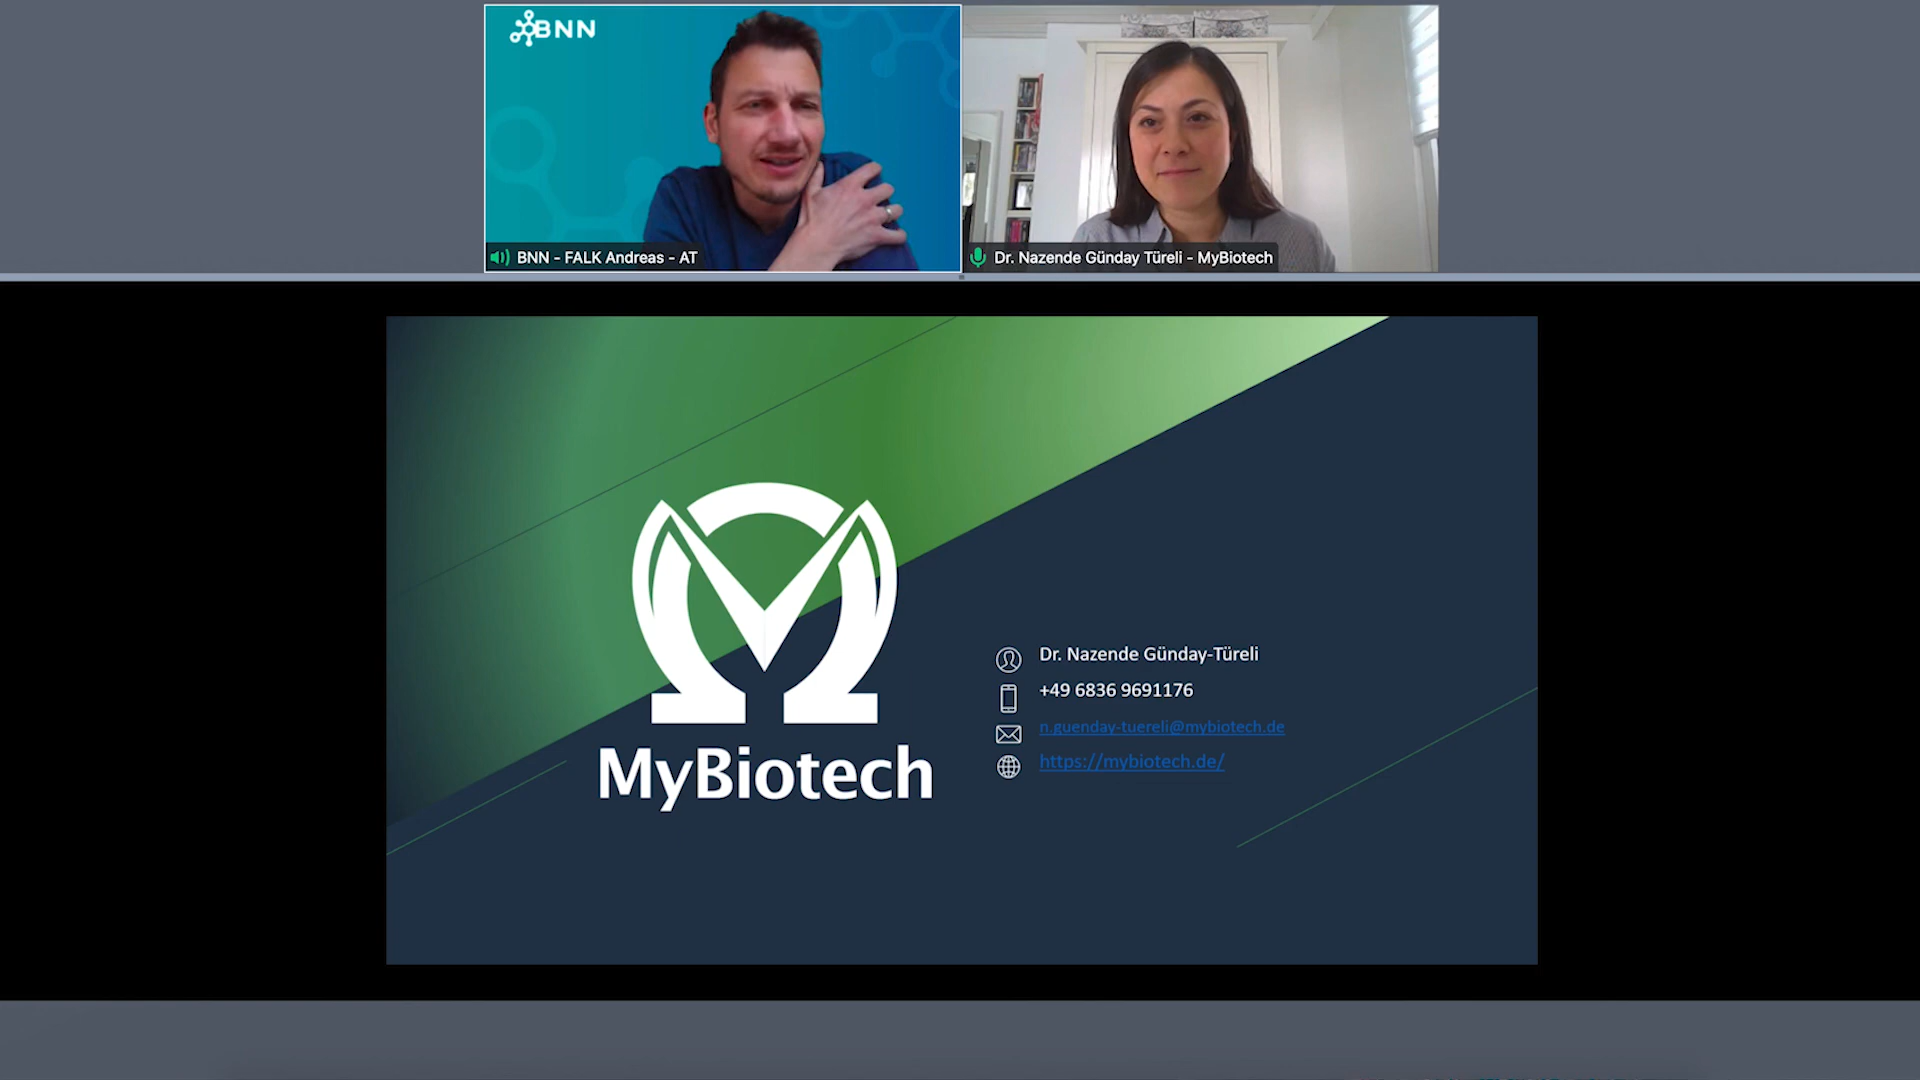 BNN
BNN - FALK Andreas - AT
Dr. Nazende Günday Türeli - MyBiotech
Dr. Nazende Günday-Türeli
+49 6836 9691176
n.guenday-tuereli@mybiotech.de
https://mybiotech.de/
MyBiotech